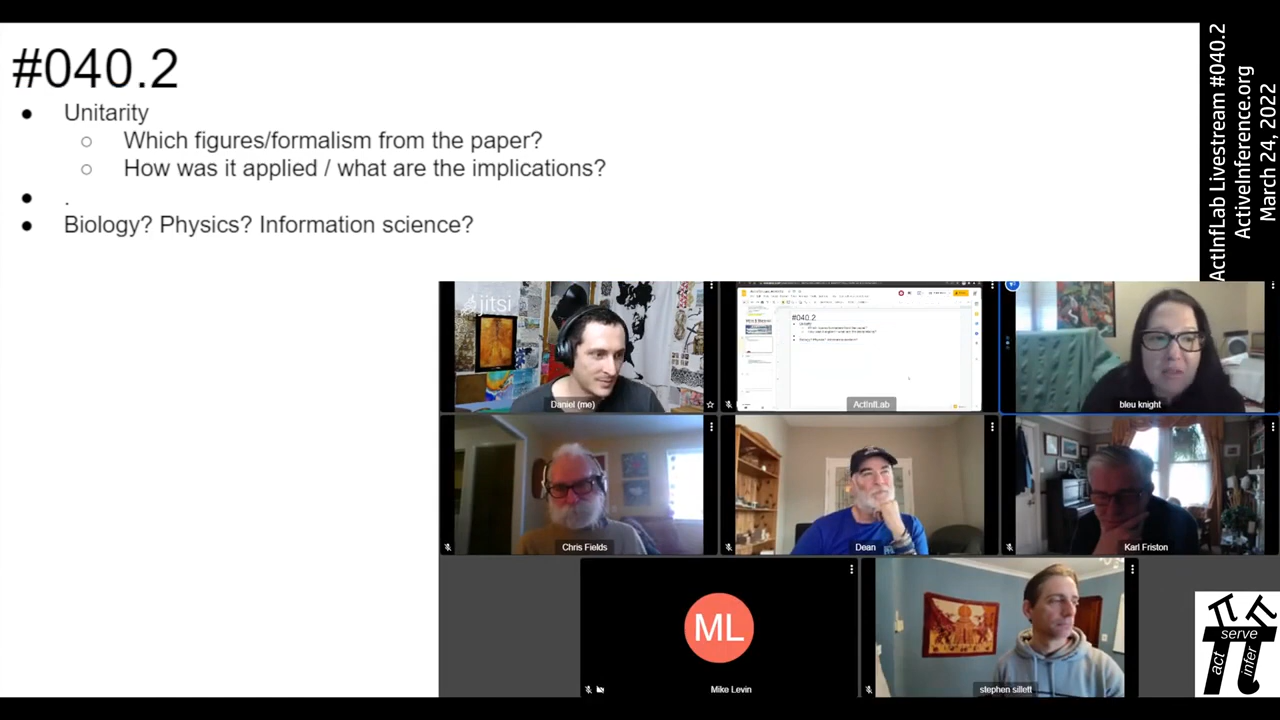 #040.2
● Unitarity
○ Which figures/formalism from the paper?
○ How was it applied / what are the implications?
● .
● Biology? Physics? Information science?
ActInfLab Livestream #040.2
ActiveInference.org
March 24, 2022
jitsi
Daniel (me)
#040.2
ActInfLab
bleu knight
Chris Fields
Dean
Karl Friston
ML
Mike Levin
stephen sillett
act
serve
infer